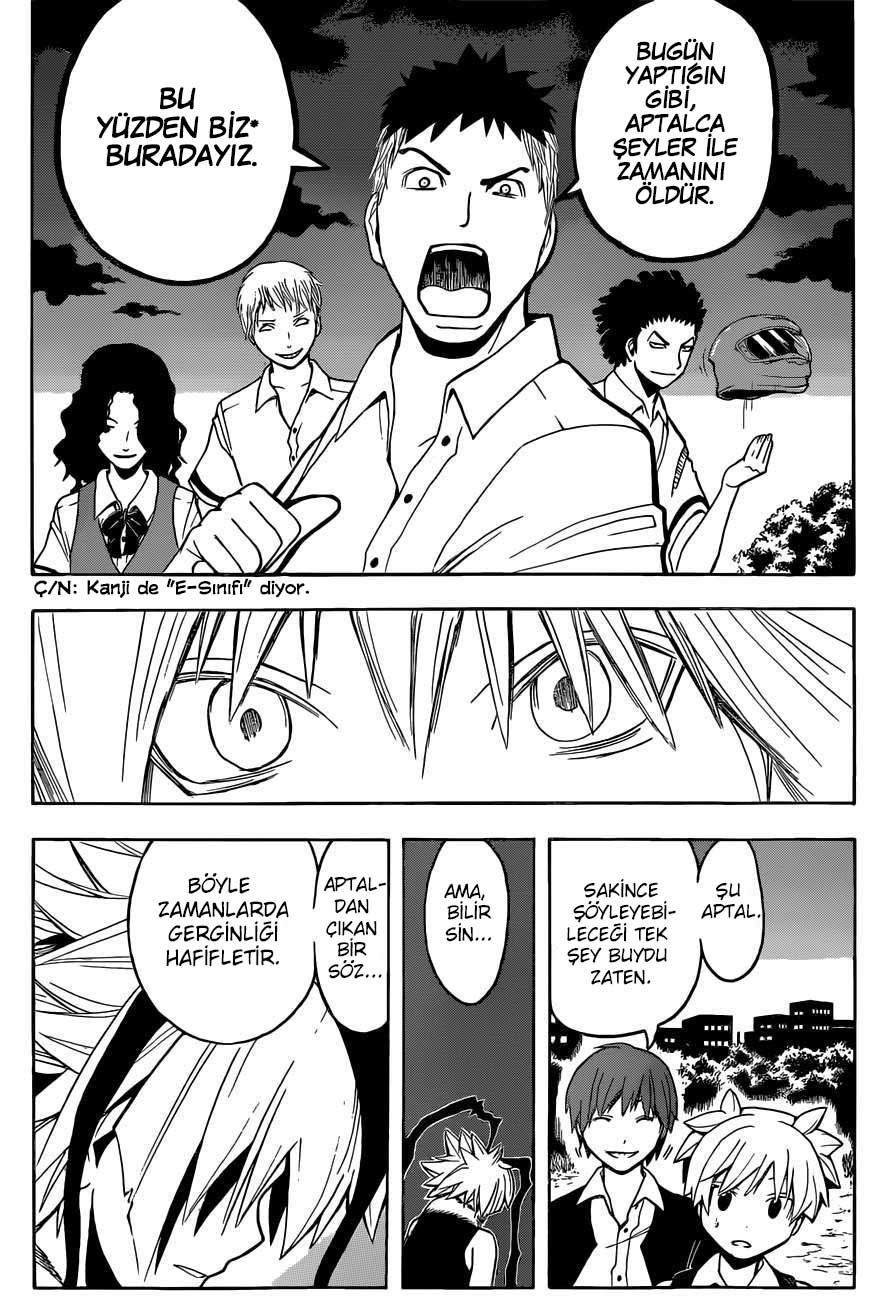 BUGÜN
YAPTIĞIN
GİBİ,
APTALCA
ŞEYLER İLE
ZAMANINI
ÖLDÜR.
BU
YÜZDEN BİZ*
BURADAYIZ.
Ç/N: Kanji de "E-Sınıfı" diyor.
ŞU
APTAL.
SAKİNCE
ŞÖYLEYEBİ-
LECEĞİ TEK
ŞEY BUYDU
ZATEN.
AMA,
BİLİR
SİN...
APTAL-
DAN
ÇIKAN
BİR
SÖZ...
BÖYLE
ZAMANLARDA
GERGİNLİĞİ
HAFİFLETİR.